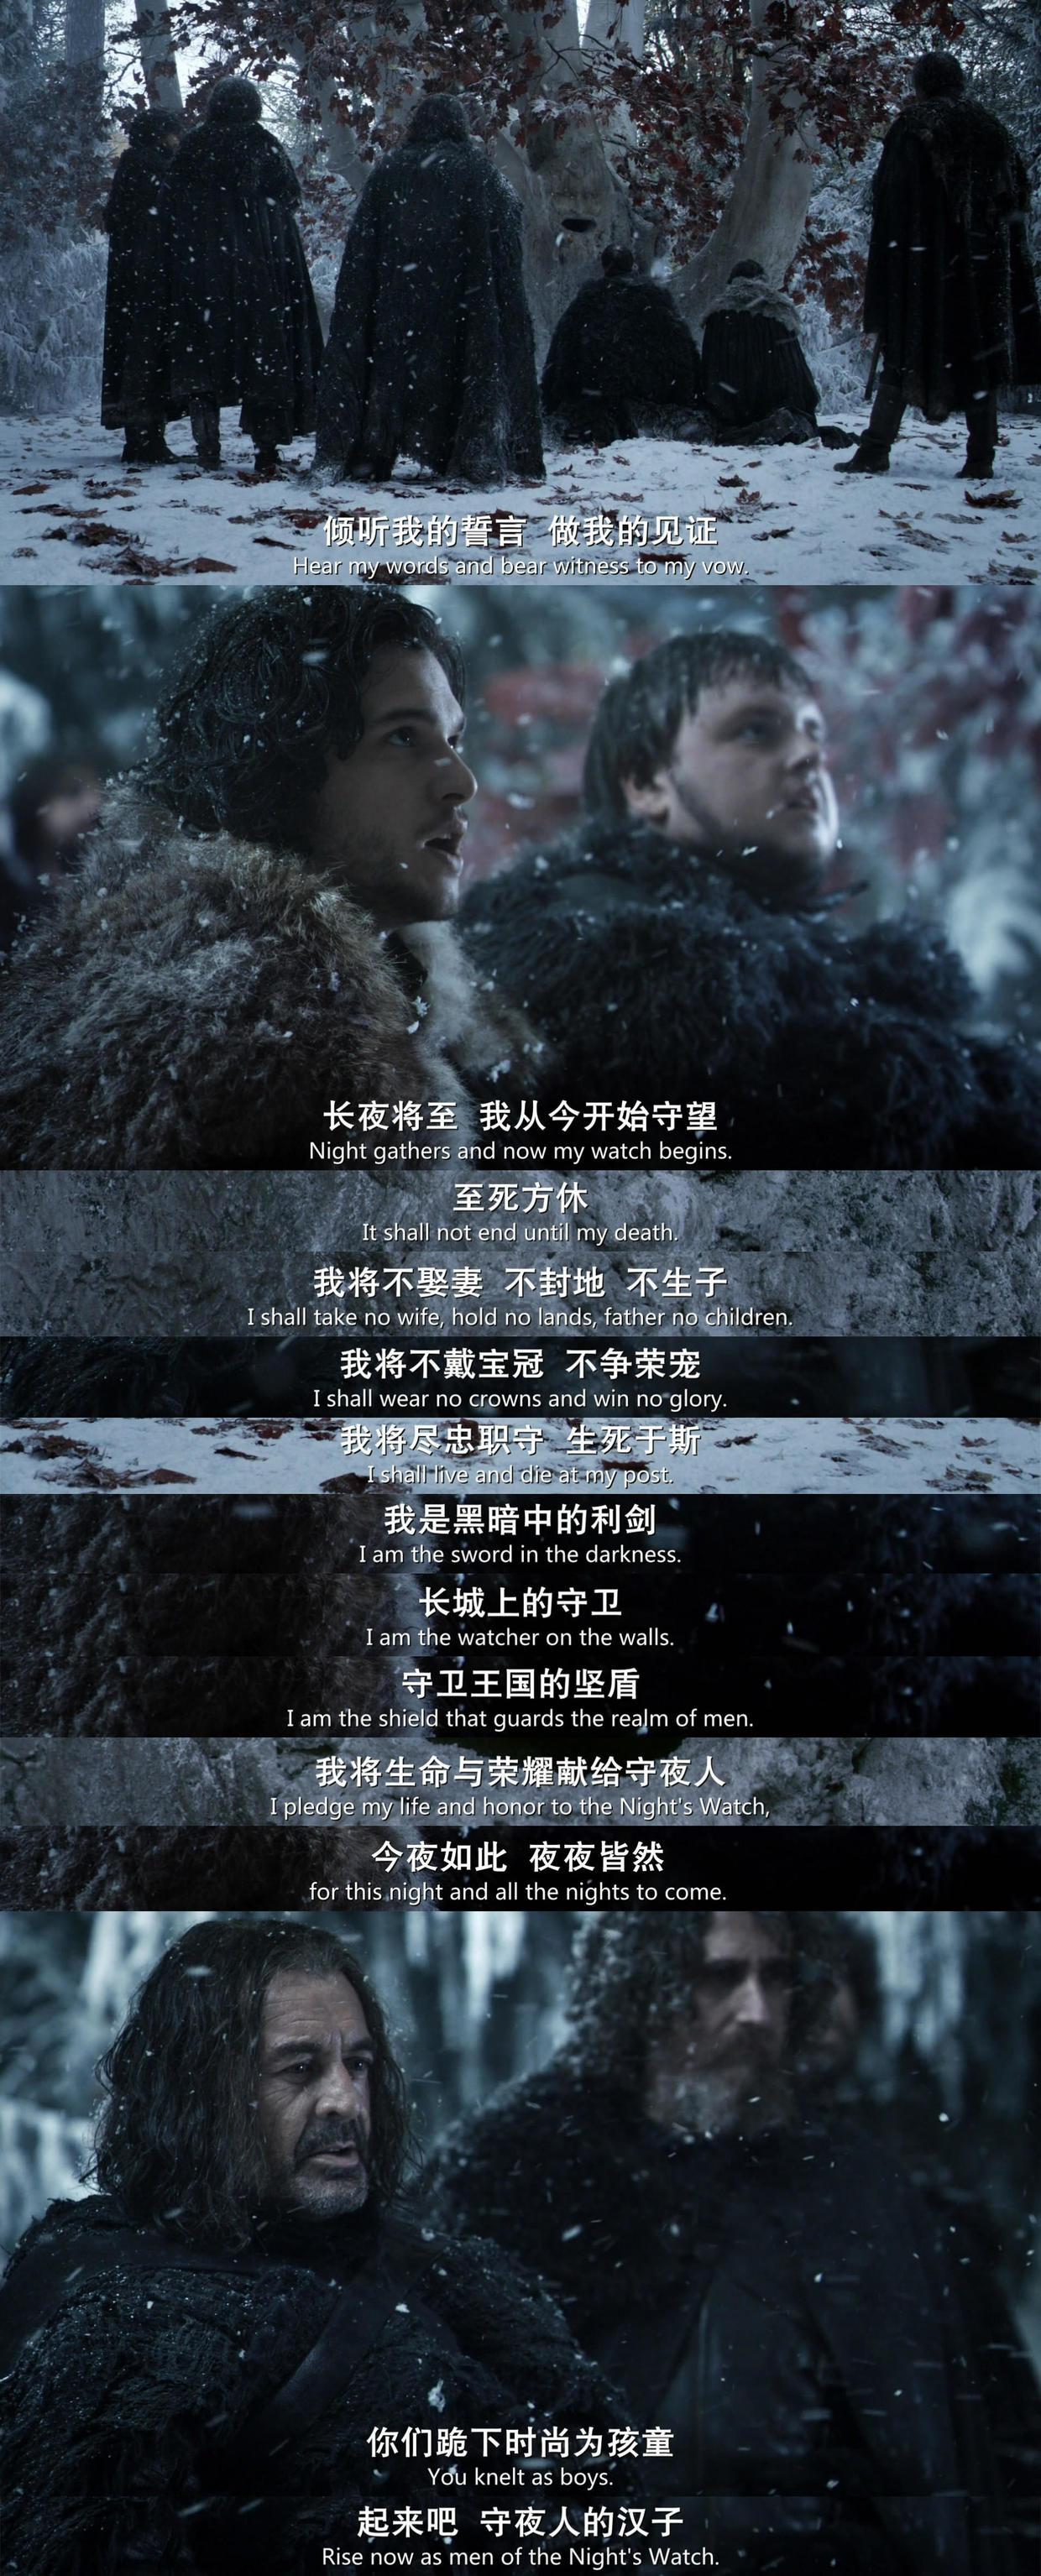 倾听我的誓言 做我的见证
Hear my words and bear witness to my vow.
长夜将至 我从今开始守望
Night gathers and now my watch begins.
至死方休
It shall not end until my death.
我将不娶妻 不封地 不生子
I shall take no wife, hold no lands, father no children.
我将不戴宝冠 不争荣宠
I shall wear no crowns and win no glory.
我将尽忠职守 生死于斯
I shall live and die at my post.
我是黑暗中的利剑
I am the sword in the darkness.
长城上的守卫
I am the watcher on the walls.
守卫王国的坚盾
I am the shield that guards the realm of men.
我将生命与荣耀献给守夜人
I pledge my life and honor to the Night's Watch,
今夜如此 夜夜皆然
for this night and all the nights to come.
你们跪下时尚为孩童
You knelt as boys.
起来吧 守夜人的汉子
Rise now as men of the Night's Watch.